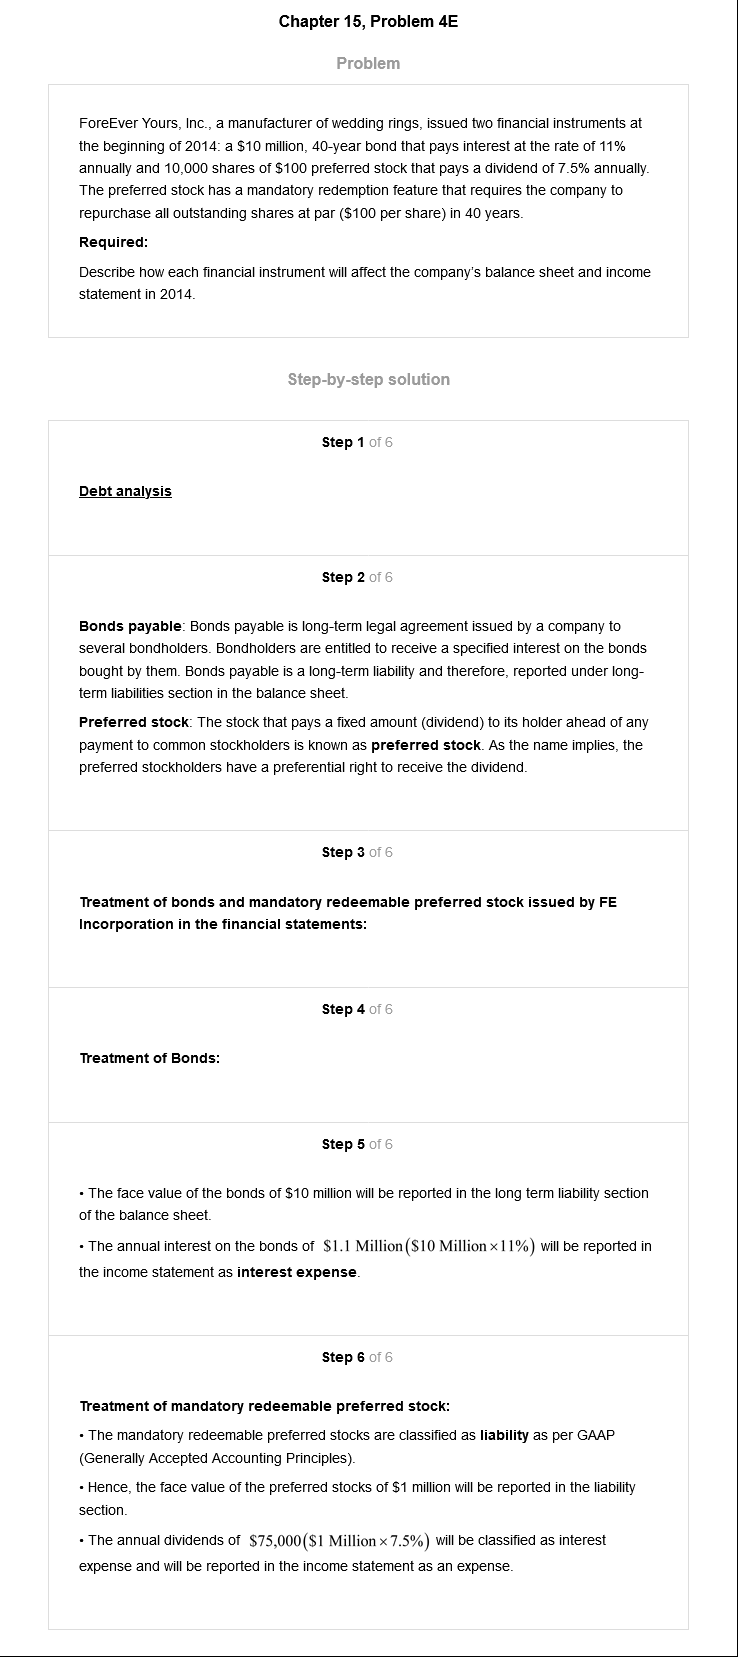 Chapter 15, Problem 4E
Problem
ForeEver Yours, Inc., a manufacturer of wedding rings, issued two financial instruments at
the beginning of 2014: a $10 million, 40-year bond that pays interest at the rate of 11%
annually and 10,000 shares of $100 preferred stock that pays a dividend of 7.5% annually.
The preferred stock has a mandatory redemption feature that requires the company to
repurchase all outstanding shares at par ($100 per share) in 40 years.
Required:
Describe how each financial instrument will affect the company's balance sheet and income
statement in 2014.
Step-by-step solution
Step 1 of 6
Debt analysis
Step 2 of 6
Bonds payable: Bonds payable is long-term legal agreement issued by a company to
several bondholders. Bondholders are entitled to receive a specified interest on the bonds
bought by them. Bonds payable is a long-term liability and therefore, reported under long-
term liabilities section in the balance sheet.
Preferred stock: The stock that pays a fixed amount (dividend) to its holder ahead of any
payment to common stockholders is known as preferred stock. As the name implies, the
preferred stockholders have a preferential right to receive the dividend.
Step 3 of 6
Treatment of bonds and mandatory redeemable preferred stock issued by FE
Incorporation in the financial statements:
Step 4 of 6
Treatment of Bonds:
Step 5 of 6
• The face value of the bonds of $10 million will be reported in the long term liability section
of the balance sheet.
• The annual interest on the bonds of $1.1 Million($10 Million×11%) will be reported in
the income statement as interest expense.
Step 6 of 6
Treatment of mandatory redeemable preferred stock:
• The mandatory redeemable preferred stocks are classified as liability as per GAAP
(Generally Accepted Accounting Principles).
• Hence, the face value of the preferred stocks of $1 million will be reported in the liability
section.
• The annual dividends of $75,000($1 Million×7.5%) will be classified as interest
expense and will be reported in the income statement as an expense.